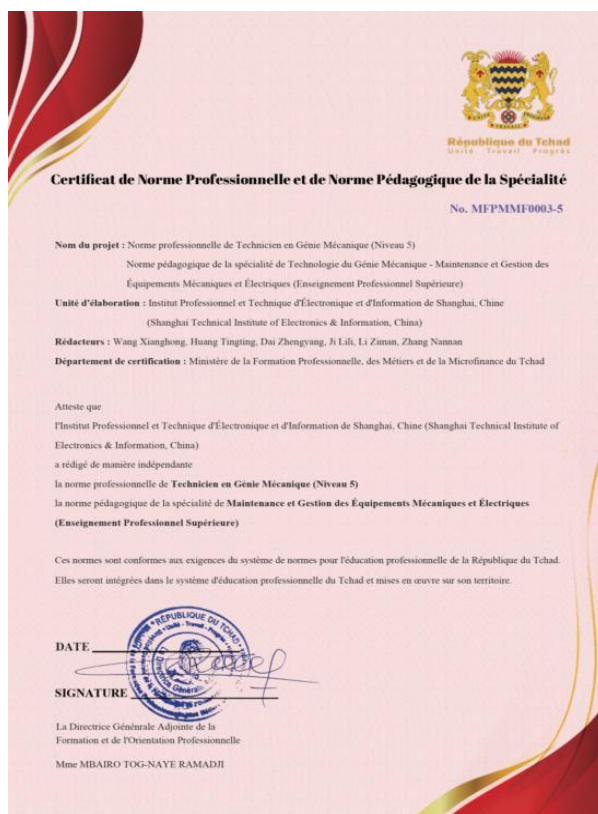 UNITÉ
TRAVAIL
PROGRÈS
République du Tchad
Unité Travail Progrès
Certificat de Norme Professionnelle et de Norme Pédagogique de la Spécialité
No. MFPMMF0003-5
Nom du projet : Norme professionnelle de Technicien en Génie Mécanique (Niveau 5)
Norme pédagogique de la spécialité de Technologie du Génie Mécanique - Maintenance et Gestion des
Équipements Mécaniques et Électriques (Enseignement Professionnel Supérieure)
Unité d'élaboration : Institut Professionnel et Technique d'Électronique et d'Information de Shanghai, Chine
(Shanghai Technical Institute of Electronics & Information, China)
Rédacteurs : Wang Xianghong, Huang Tingting, Dai Zhengyang, Ji Lili, Li Ziman, Zhang Nannan
Département de certification : Ministère de la Formation Professionnelle, des Métiers et de la Microfinance du Tchad
Atteste que
l'Institut Professionnel et Technique d'Électronique et d'Information de Shanghai, Chine (Shanghai Technical Institute of
Electronics & Information, China)
a rédigé de manière indépendante
la norme professionnelle de Technicien en Génie Mécanique (Niveau 5)
la norme pédagogique de la spécialité de Maintenance et Gestion des Équipements Mécaniques et Électriques
(Enseignement Professionnel Supérieure)
Ces normes sont conformes aux exigences du système de normes pour l'éducation professionnelle de la République du Tchad.
Elles seront intégrées dans le système d'éducation professionnelle du Tchad et mises en œuvre sur son territoire.
RÉPUBLIQUE DU TCHAD
Unité - Travail - Progrès
La Directrice Générale
DATE
SIGNATURE
La Directrice Génénrale Adjointe de la
Formation et de l'Orientation Professionnelle
Mme MBAIRO TOG-NAYE RAMADJI